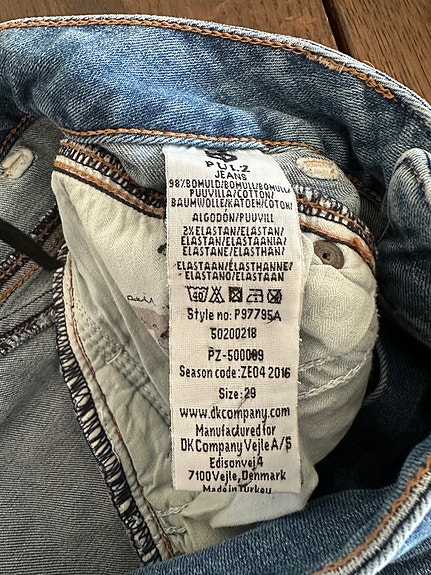 PULZ
JEANS
98%BOMULD/BOMULL/BOMULL/
PUUVILLA/COTTON/
BAUMWOLLE/KATOEN/COTON/
ALGODÓN/PUUVILL
2%ELASTAN/ELASTAN/
ELASTAN/ELASTAANIA/
ELASTANE/ELASTHAN/
ELASTAAN/ÉLASTHANNE/
ELASTANO/ELASTAAN
Style no: P97795A
50200218
PZ-500009
Season code: ZE04 2016
Size: 29
www.dkcompany.com
Manufactured for
DK Company Vejle A/S
Edisonvej 4
7100 Vejle, Denmark
Made in Turkey